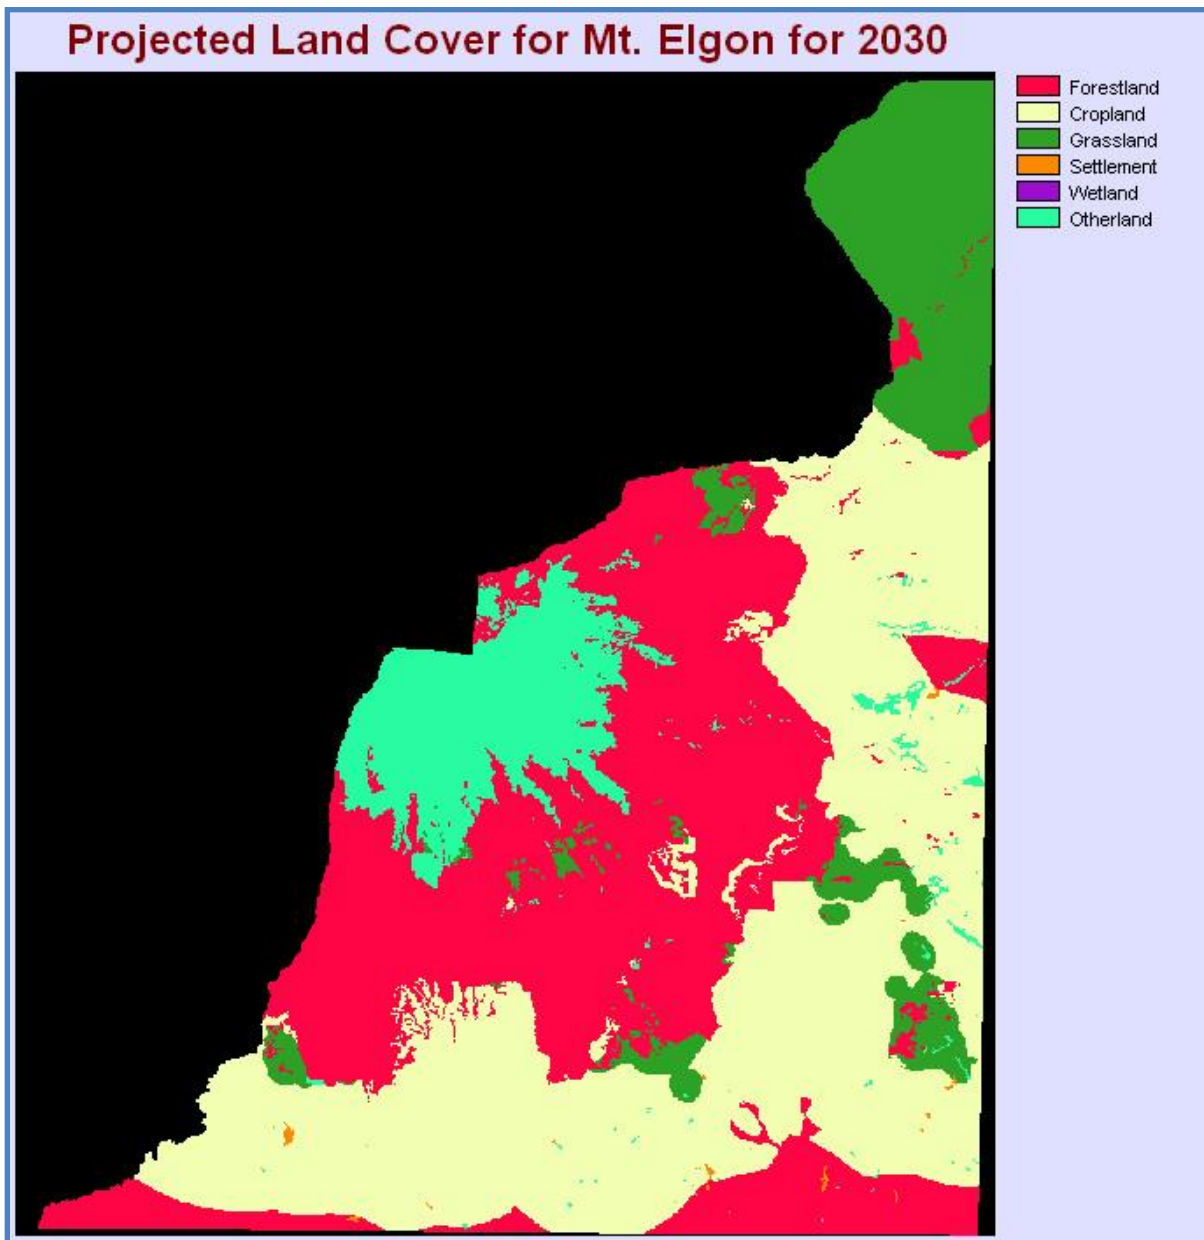 Projected Land Cover for Mt. Elgon for 2030
Forestland
Cropland
Grassland
Settlement
Wetland
Otherland